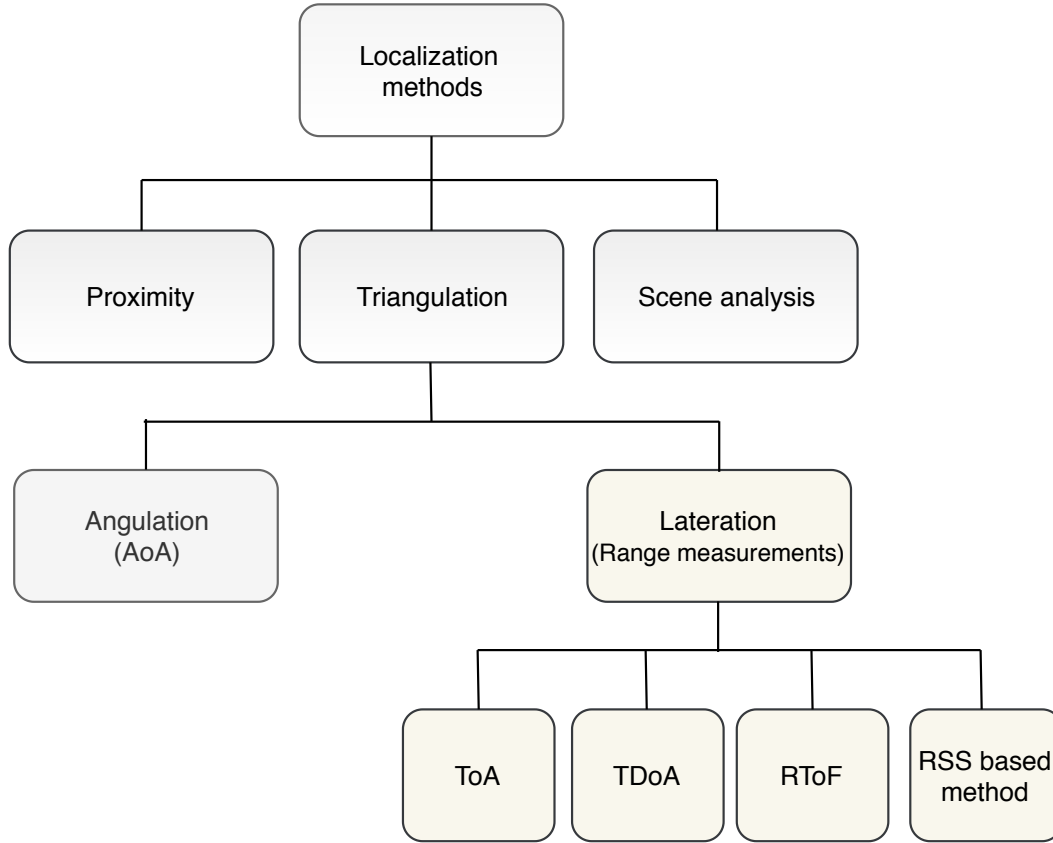 Localization
methods
Proximity
Triangulation
Scene analysis
Angulation
(AoA)
Lateration
(Range measurements)
ToA
TDoA
RToF
RSS based
method